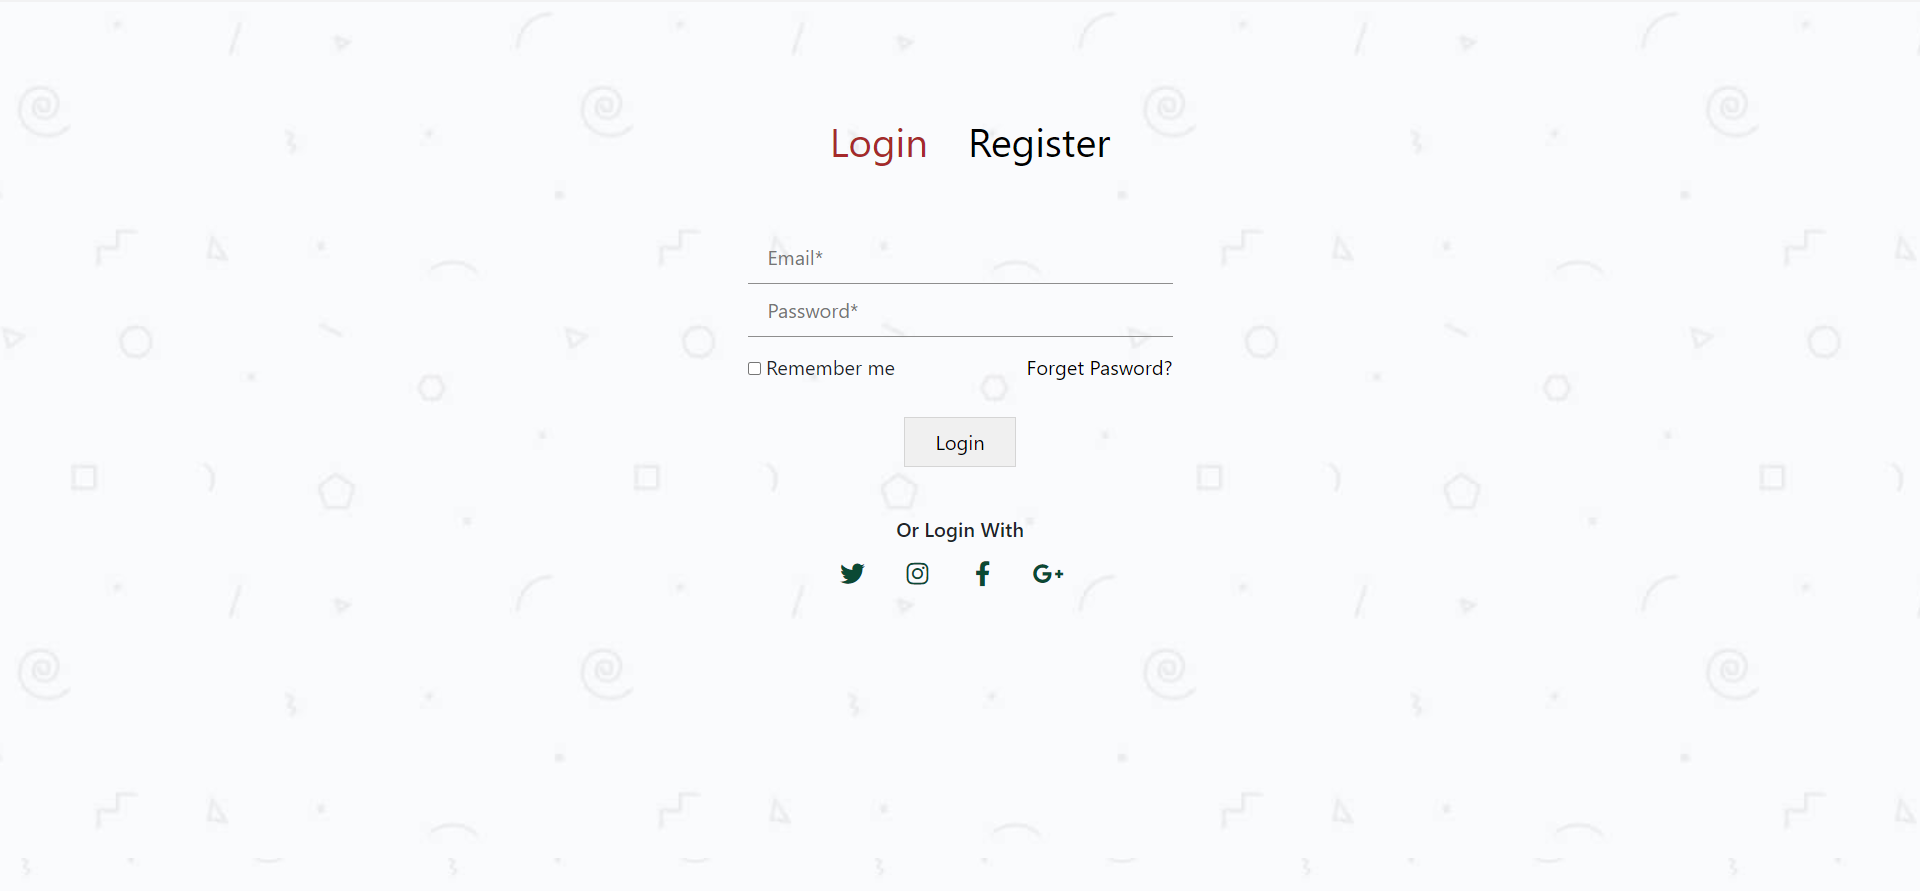 Login Register
Email*
Password*
Remember me Forget Pasword?
Login
Or Login With
G+